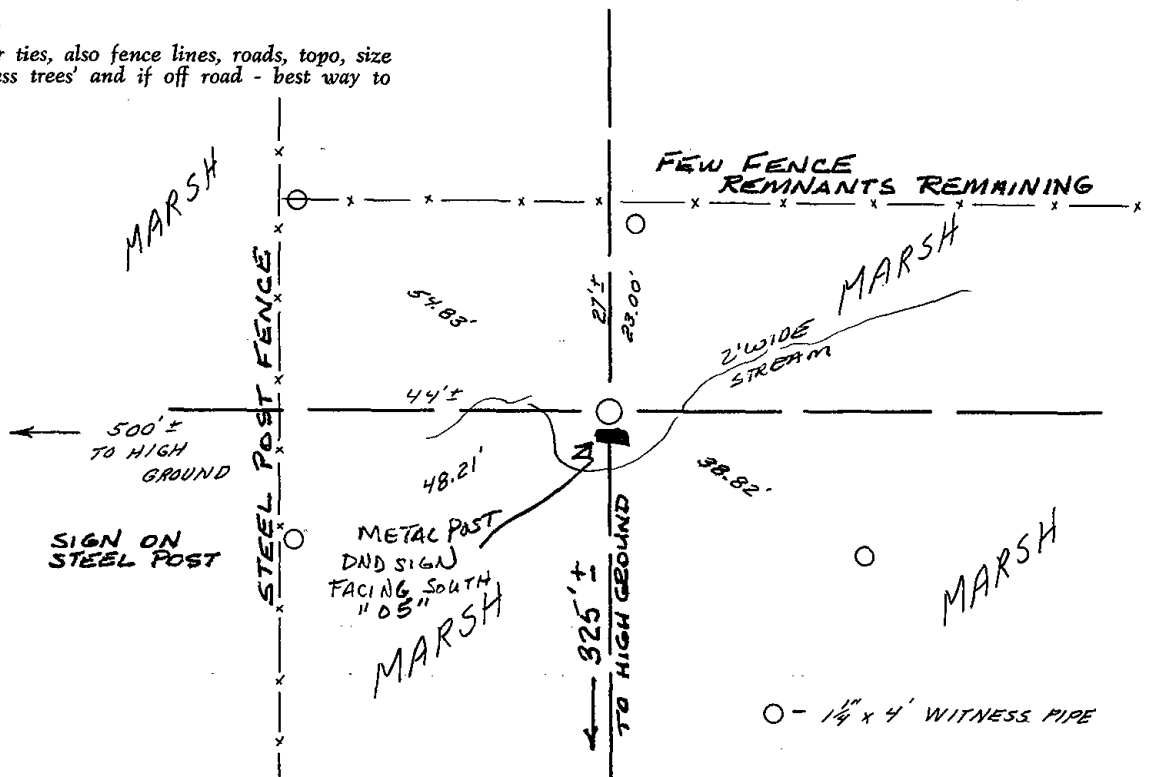 r ties, also fence lines, roads, topo, size
ess trees' and if off road - best way to
MARSH
FEW FENCE
REMNANTS REMAINING
MARSH
STEEL POST FENCE
54.83'
27'±
23.00'
2' WIDE
STREAM
44'±
500'±
TO HIGH
GROUND
48.21'
38.82'
SIGN ON
STEEL POST
METAL POST
DND SIGN
FACING SOUTH
"05"
MARSH
325'±
TO HIGH GROUND
MARSH
O - 1¼" x 4' WITNESS PIPE